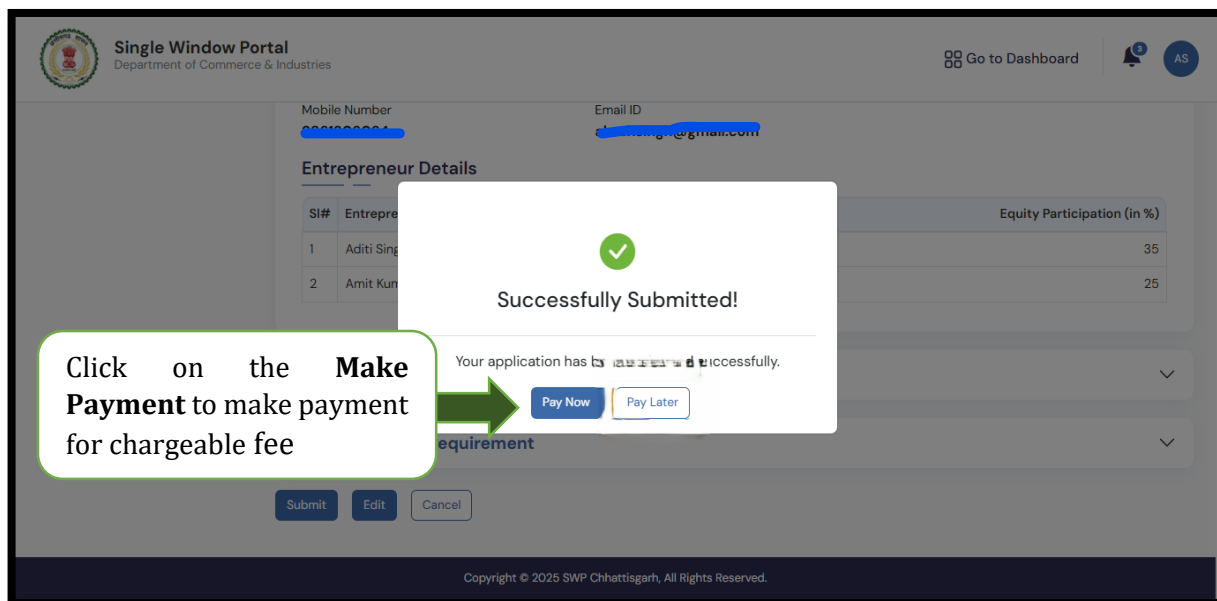 Single Window Portal
Department of Commerce & Industries
Go to Dashboard
3
AS
Mobile Number
Email ID
@gmail.com
Entrepreneur Details
Sl#
Entrepre
Equity Participation (in %)
1
Aditi Sing
35
2
Amit Kum
25
Successfully Submitted!
Your application has successfully.
Pay Now
Pay Later
Click on the Make
Payment to make payment
for chargeable fee
equirement
Submit
Edit
Cancel
Copyright © 2025 SWP Chhattisgarh, All Rights Reserved.